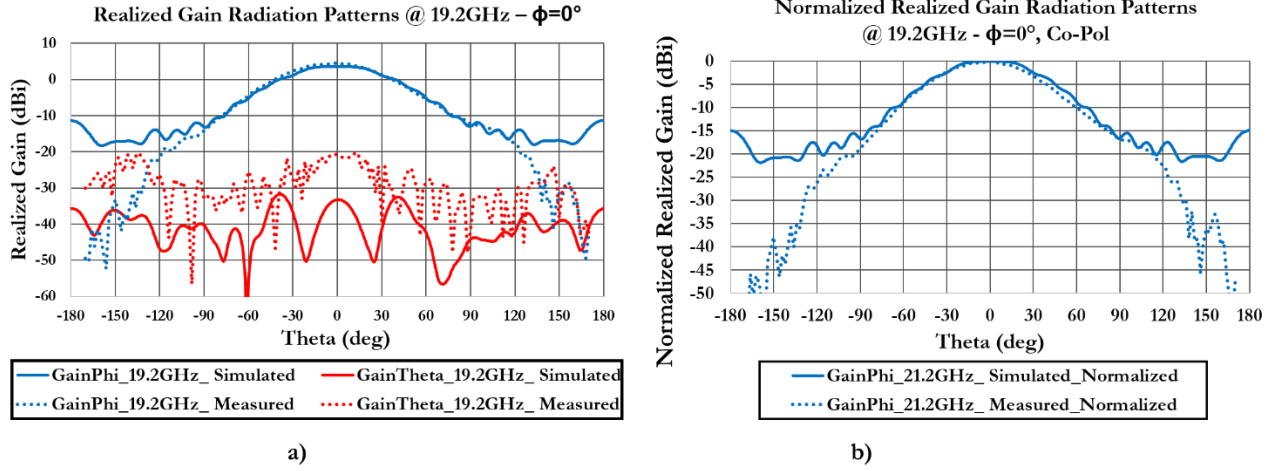 Realized Gain Radiation Patterns @ 19.2GHz – ϕ=0°
Realized Gain (dBi)
10
0
-10
-20
-30
-40
-50
-60
-180 -150 -120 -90 -60 -30 0 30 60 90 120 150 180
Theta (deg)
GainPhi_19.2GHz_ Simulated GainTheta_19.2GHz_ Simulated
GainPhi_19.2GHz_ Measured GainTheta_19.2GHz_ Measured
a)
Normalized Realized Gain Radiation Patterns
@ 19.2GHz - ϕ=0°, Co-Pol
Normalized Realized Gain (dBi)
0
-5
-10
-15
-20
-25
-30
-35
-40
-45
-50
-180 -150 -120 -90 -60 -30 0 30 60 90 120 150 180
Theta (deg)
GainPhi_21.2GHz_ Simulated_Normalized
GainPhi_21.2GHz_ Measured_Normalized
b)